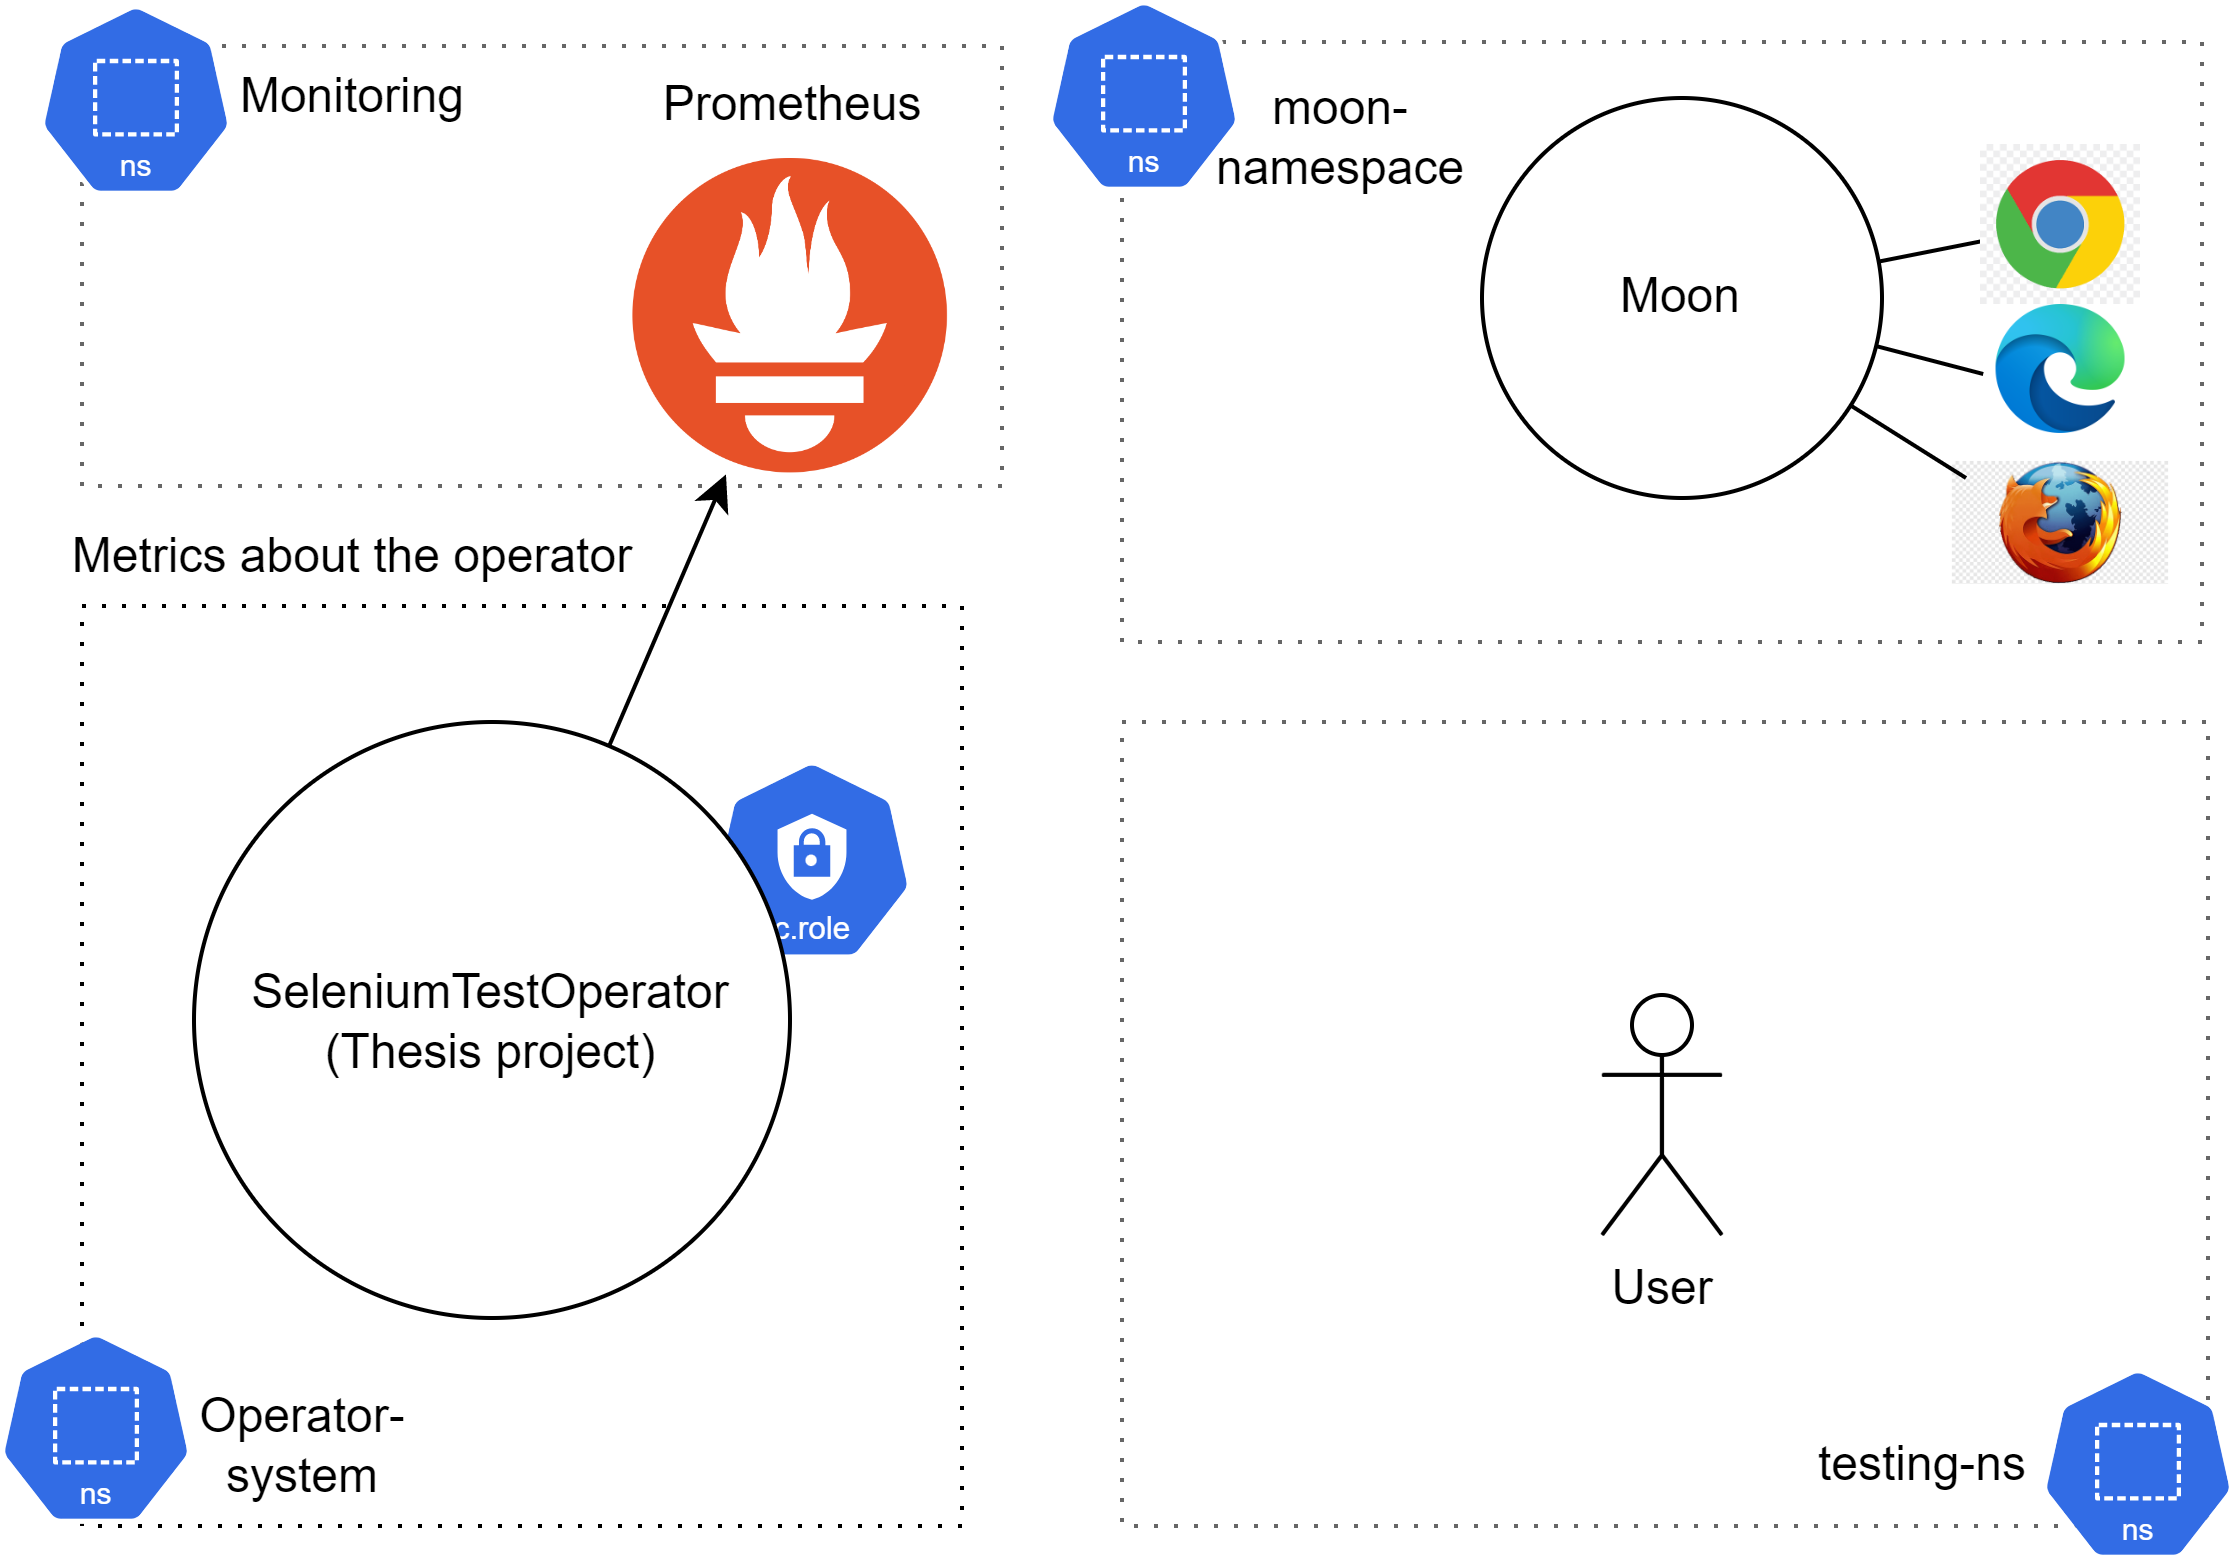 Monitoring
ns
Prometheus
moon-
namespace
ns
Moon
Metrics about the operator
c.role
SeleniumTestOperator
(Thesis project)
User
Operator-
system
ns
testing-ns
ns